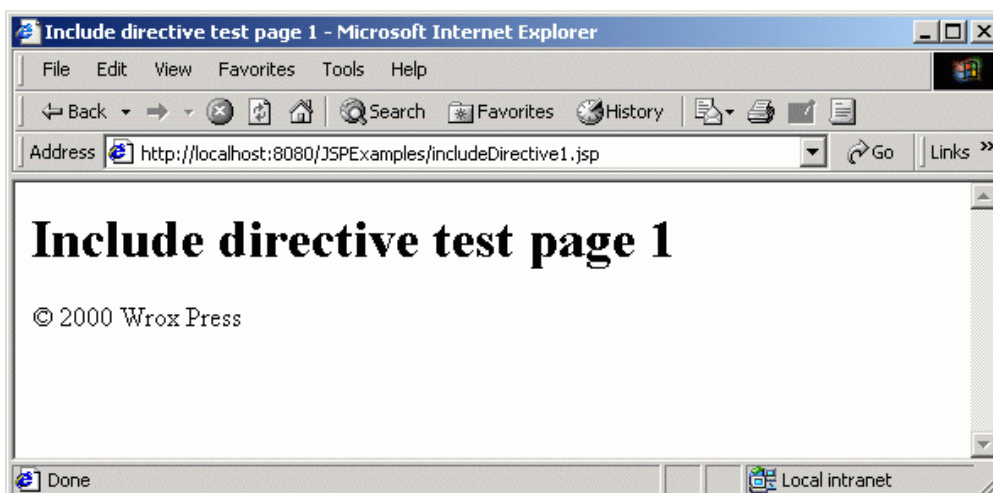 Include directive test page 1 - Microsoft Internet Explorer
File Edit View Favorites Tools Help
Back Search Favorites History
Address http://localhost:8080/JSPExamples/includeDirective1.jsp Go Links »
Include directive test page 1
© 2000 Wrox Press
Done Local intranet